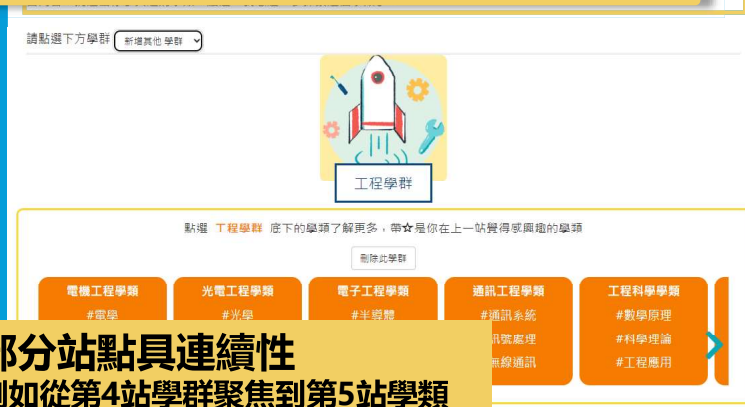 請點選下方學群 新增其他 學群
工程學群
點選 工程學群 底下的學類了解更多，帶☆是你在上一站覺得感興趣的學類
刪除此學群
電機工程學類 光電工程學類 電子工程學類 通訊工程學類 工程科學學類
#電學 #光學 #半導體 #通訊系統 #數學原理
訊號處理 #科學理論
無線通訊 #工程應用
部分站點具連續性
例如從第4站學群聚焦到第5站學類